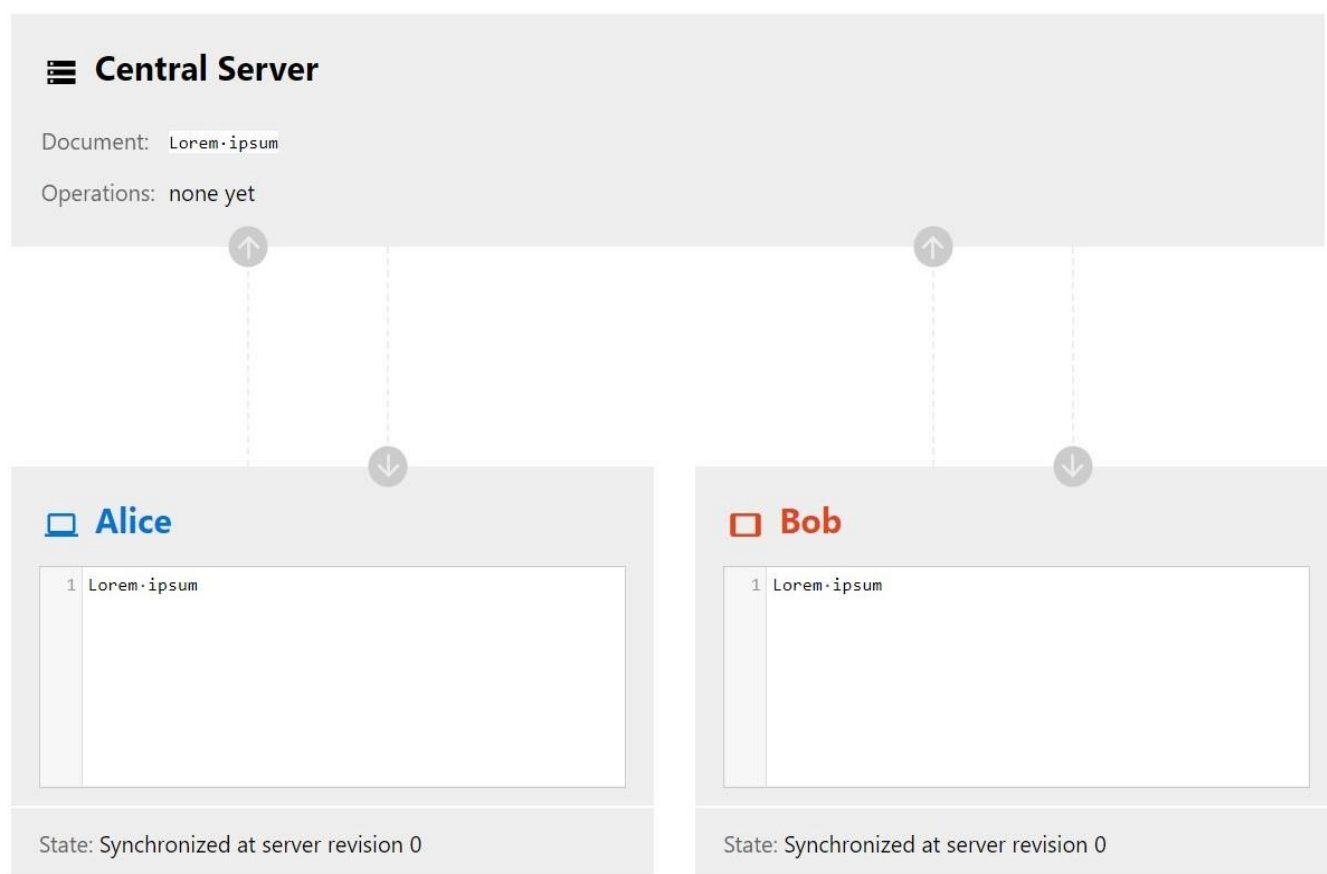 Central Server
Document: Lorem·ipsum
Operations: none yet
Alice
1 Lorem·ipsum
State: Synchronized at server revision 0
Bob
1 Lorem·ipsum
State: Synchronized at server revision 0